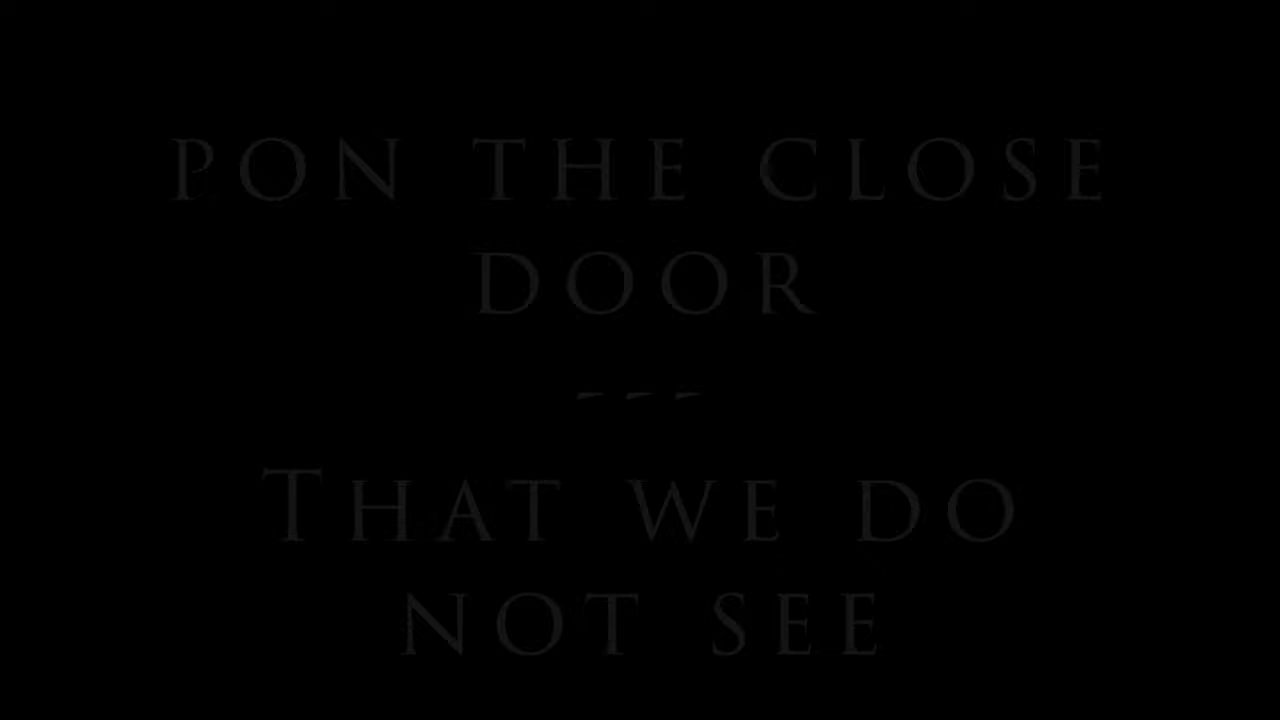 PON THE CLOSE
DOOR
---
THAT WE DO
NOT SEE